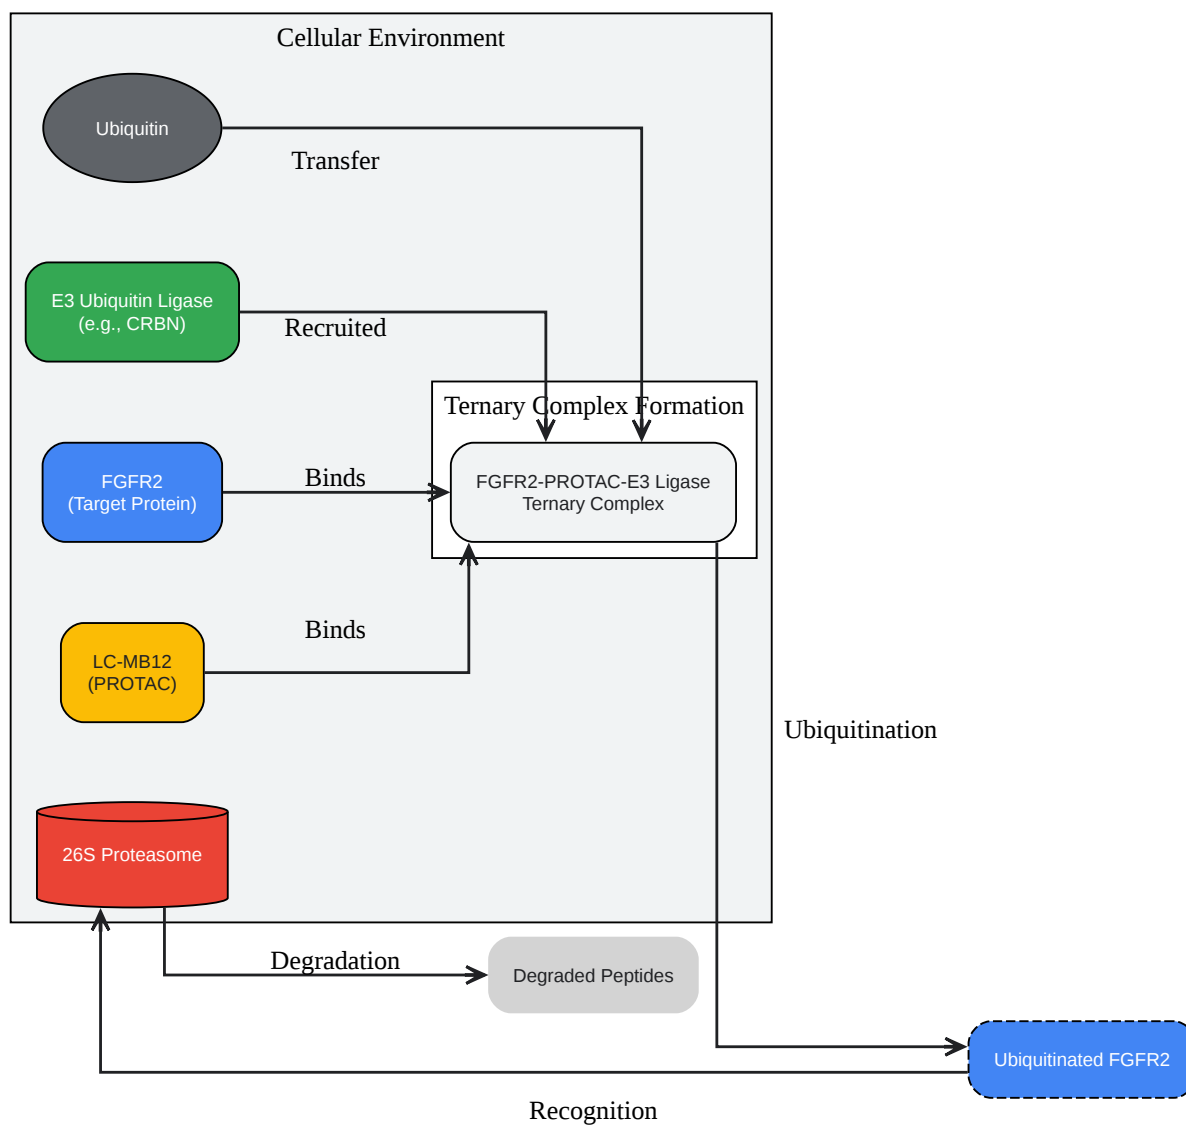 Cellular Environment
Ubiquitin
Transfer
E3 Ubiquitin Ligase
(e.g., CRBN)
Recruited
Ternary Complex Formation
FGFR2
(Target Protein)
Binds
FGFR2-PROTAC-E3 Ligase
Ternary Complex
Binds
LC-MB12
(PROTAC)
Ubiquitination
26S Proteasome
Degradation
Degraded Peptides
Ubiquitinated FGFR2
Recognition